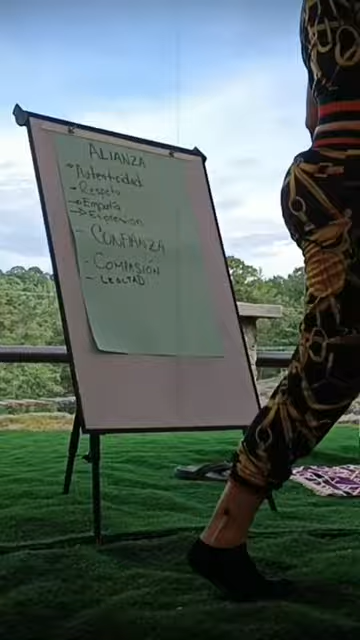 ALIANZA
- Autenticidad
- Respeto
- Empatía
- Expresión
- CONFIANZA
- COMPASIÓN
- LEALTAD